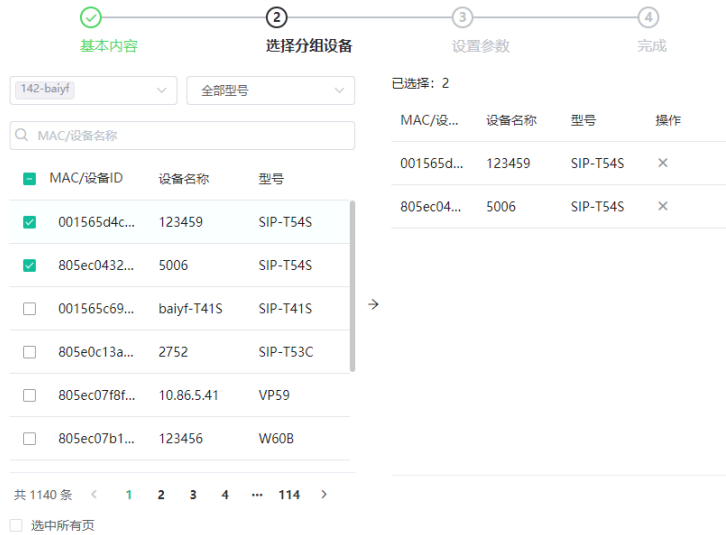 2 3 4
基本内容 选择分组设备 设置参数 完成
142-baiyf 全部型号
MAC/设备名称
MAC/设备ID 设备名称 型号
001565d4c... 123459 SIP-T54S
805ec0432... 5006 SIP-T54S
001565c69... baiyf-T41S SIP-T41S
805e0c13a... 2752 SIP-T53C
805ec07f8f... 10.86.5.41 VP59
805ec07b1... 123456 W60B
共 1140 条 1 2 3 4 ... 114
选中所有页
已选择：2
MAC/设... 设备名称 型号 操作
001565d... 123459 SIP-T54S
805ec04... 5006 SIP-T54S